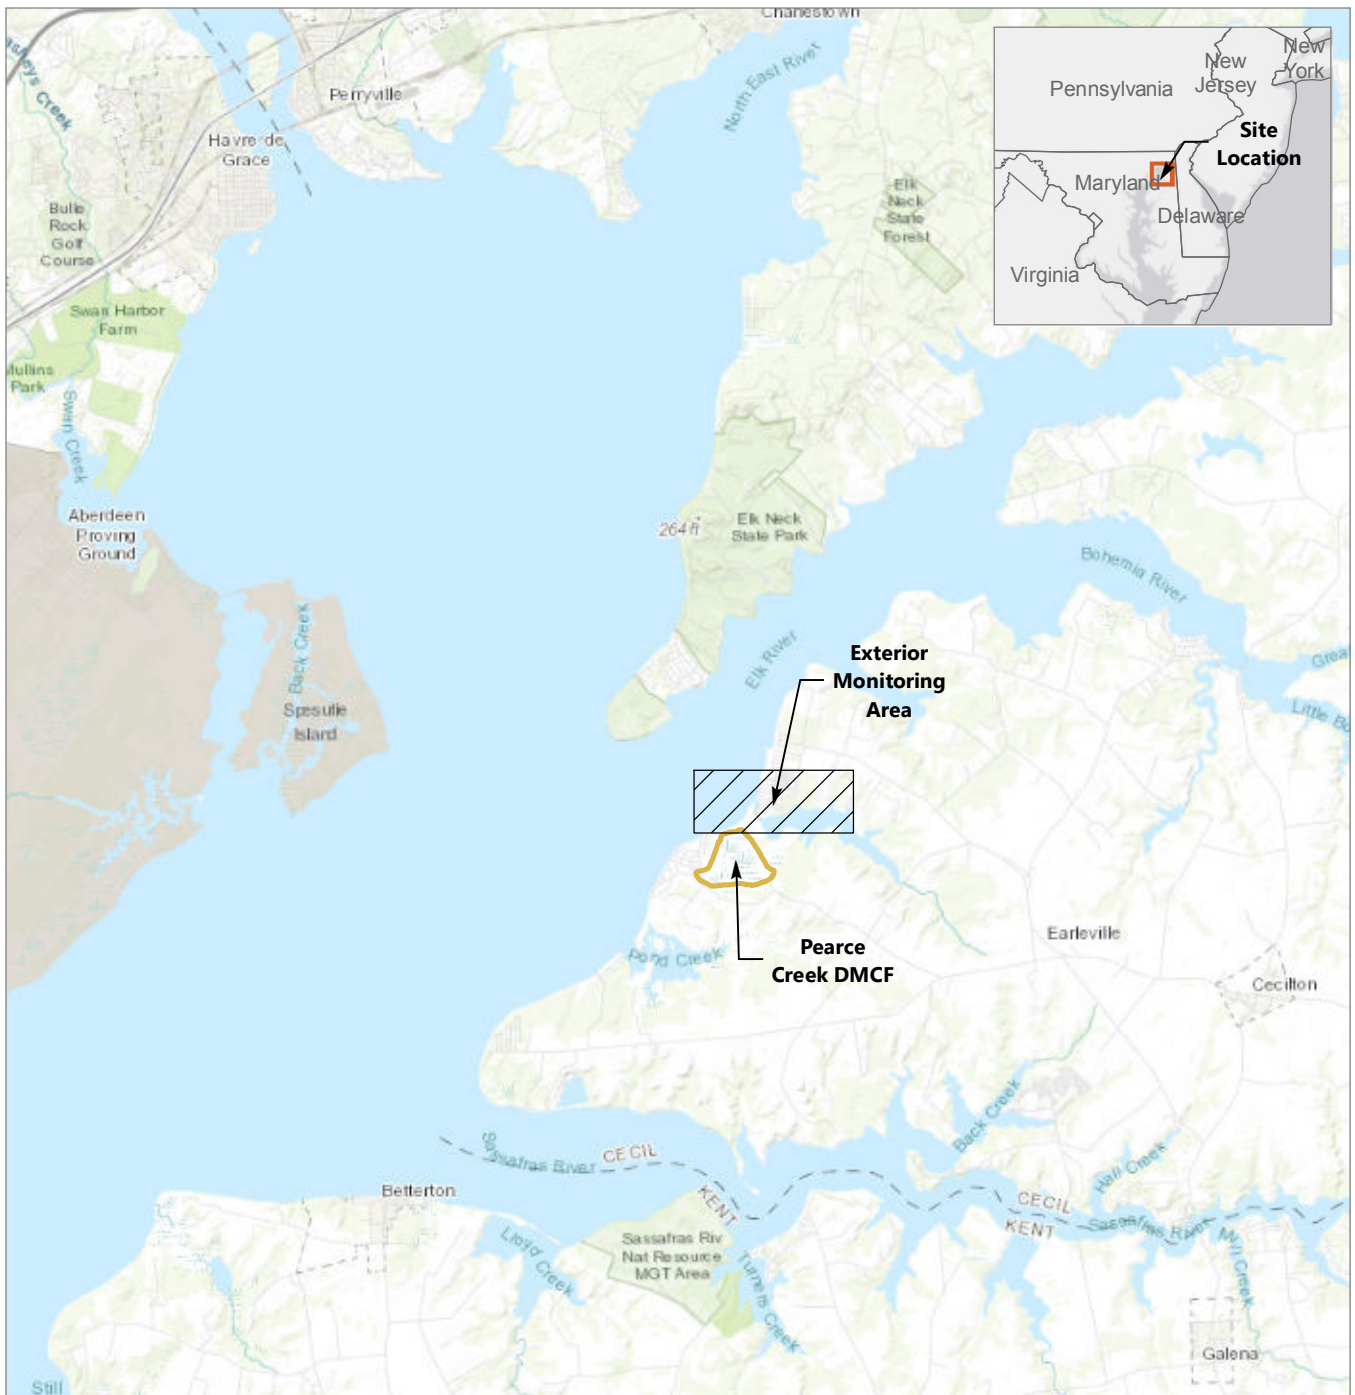 Charlestown
North East River
Perryville
Havre de
Grace
Bulle
Rock
Golf
Course
Swan Harbor
Farm
Park
Swan Creek
Elk
Neck
State
Forest
Pennsylvania
New
Jersey
New
York
Site
Location
Maryland
Delaware
Virginia
Aberdeen
Proving
Ground
264 ft
Elk Neck
State Park
Bohemia River
Back Creek
Spesutie
Island
Elk River
Exterior
Monitoring
Area
Little Bo
Pearce
Creek DMCF
Pond Creek
Earleville
Cecilton
Back Creek
Hall Creek
Sassafras River
CECIL
KENT
CECIL
KENT
Sassafras River
Mill Creek
Betterton
Lloyd Creek
Sassafras Riv
Nat Resource
MGT Area
Turners Creek
Galena
Still